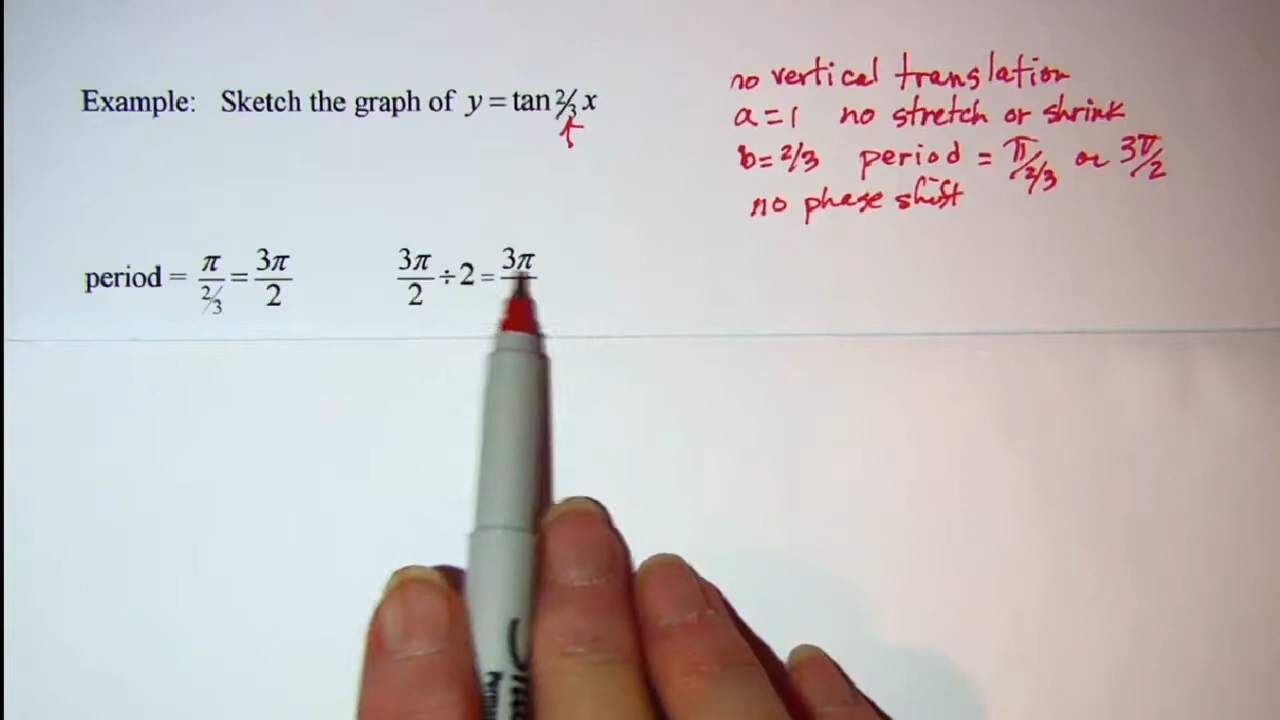 Example: Sketch the graph of y = tan 2/3 x
no vertical translation
a = 1 no stretch or shrink
b = 2/3 period = π/2/3 or 3π/2
no phase shift
period = π/2/3 = 3π/2
3π/2 ÷ 2 = 3π